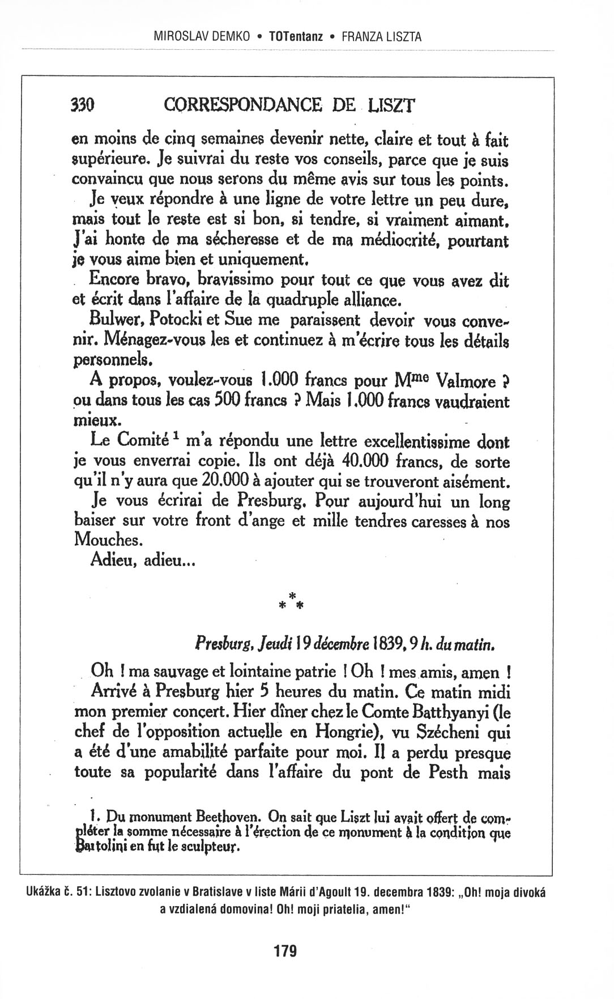 MIROSLAV DEMKO • TOTentanz • FRANZA LISZTA
330 CORRESPONDANCE DE LISZT
en moins de cinq semaines devenir nette, claire et tout à fait
supérieure. Je suivrai du reste vos conseils, parce que je suis
convaincu que nous serons du même avis sur tous les points.
Je veux répondre à une ligne de votre lettre un peu dure,
mais tout le reste est si bon, si tendre, si vraiment aimant.
J'ai honte de ma sécheresse et de ma médiocrité, pourtant
je vous aime bien et uniquement.
Encore bravo, bravissimo pour tout ce que vous avez dit
et écrit dans l'affaire de la quadruple alliance.
Bulwer, Potocki et Sue me paraissent devoir vous conve-
nir. Ménagez-vous les et continuez à m'écrire tous les détails
personnels.
A propos, voulez-vous 1.000 francs pour Mme Valmore ?
ou dans tous les cas 500 francs ? Mais 1.000 francs vaudraient
mieux.
Le Comité 1 m'a répondu une lettre excellentissime dont
je vous enverrai copie. Ils ont déjà 40.000 francs, de sorte
qu'il n'y aura que 20.000 à ajouter qui se trouveront aisément.
Je vous écrirai de Presburg. Pour aujourd'hui un long
baiser sur votre front d'ange et mille tendres caresses à nos
Mouches.
Adieu, adieu...
*
* *
Presburg, Jeudi 19 décembre 1839, 9 h. du matin.
Oh ! ma sauvage et lointaine patrie ! Oh ! mes amis, amen !
Arrivé à Presburg hier 5 heures du matin. Ce matin midi
mon premier concert. Hier dîner chez le Comte Batthyanyi (le
chef de l'opposition actuelle en Hongrie), vu Szécheni qui
a été d'une amabilité parfaite pour moi. Il a perdu presque
toute sa popularité dans l'affaire du pont de Pesth mais
1. Du monument Beethoven. On sait que Liszt lui avait offert de com-
pléter la somme nécessaire à l'érection de ce monument à la condition que
Bartolini en fut le sculpteur.
Ukážka č. 51: Lisztovo zvolanie v Bratislave v liste Márii d'Agoult 19. decembra 1839: „Oh! moja divoká
a vzdialená domovina! Oh! moji priatelia, amen!“
179